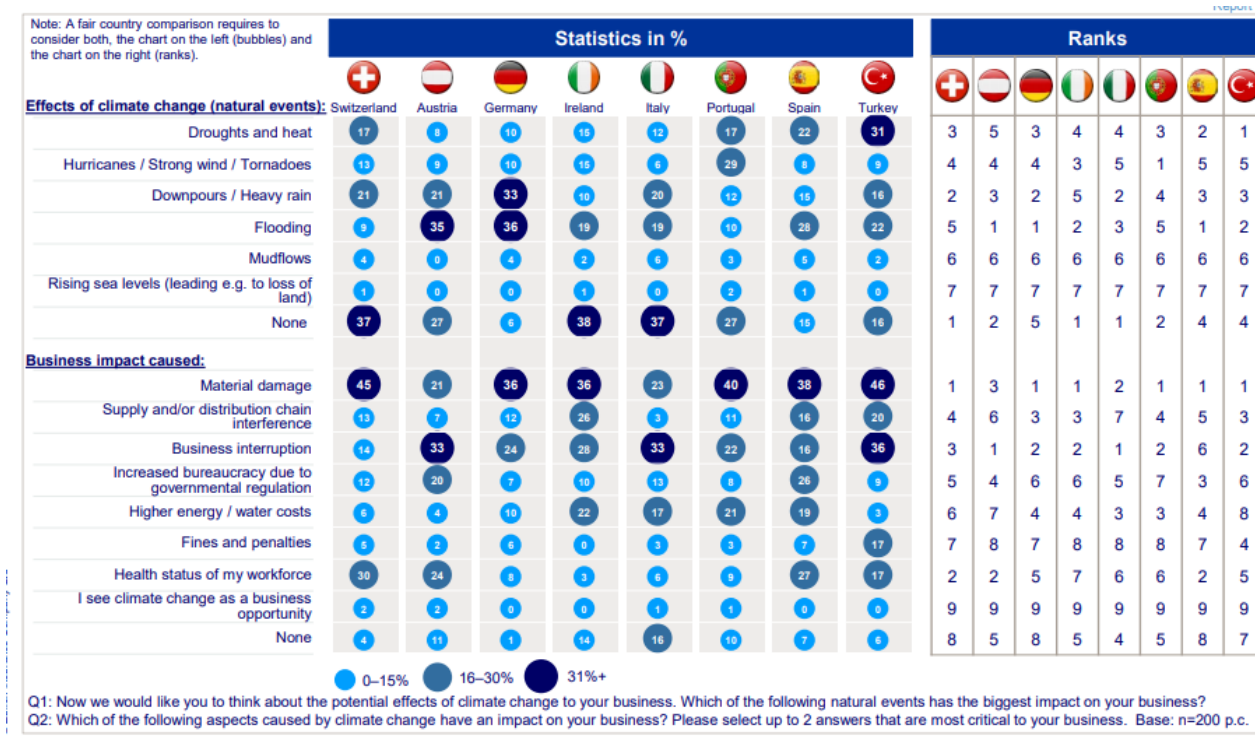 Report
Note: A fair country comparison requires to
consider both, the chart on the left (bubbles) and
the chart on the right (ranks).
Statistics in %
Ranks
Effects of climate change (natural events): Switzerland Austria Germany Ireland Italy Portugal Spain Turkey
Droughts and heat 17 8 10 15 12 17 22 31 3 5 3 4 4 3 2 1
Hurricanes / Strong wind / Tornadoes 13 9 10 15 6 29 8 9 4 4 4 3 5 1 5 5
Downpours / Heavy rain 21 21 33 10 20 12 15 16 2 3 2 5 2 4 3 3
Flooding 9 35 36 19 19 10 28 22 5 1 1 2 3 5 1 2
Mudflows 4 0 4 2 6 3 5 2 6 6 6 6 6 6 6 6
Rising sea levels (leading e.g. to loss of
land) 1 0 0 1 0 2 1 0 7 7 7 7 7 7 7 7
None 37 27 6 38 37 27 15 16 1 2 5 1 1 2 4 4
Business impact caused:
Material damage 45 21 36 36 23 40 38 46 1 3 1 1 2 1 1 1
Supply and/or distribution chain
interference 13 7 12 26 3 11 16 20 4 6 3 3 7 4 5 3
Business interruption 14 33 24 28 33 22 16 36 3 1 2 2 1 2 6 2
Increased bureaucracy due to
governmental regulation 12 20 7 10 13 8 26 9 5 4 6 6 5 7 3 6
Higher energy / water costs 6 4 10 22 17 21 19 3 6 7 4 4 3 3 4 8
Fines and penalties 5 2 6 0 3 3 7 17 7 8 7 8 8 8 7 4
Health status of my workforce 30 24 8 3 6 9 27 17 2 2 5 7 6 6 2 5
I see climate change as a business
opportunity 2 2 0 0 1 1 0 0 9 9 9 9 9 9 9 9
None 4 11 1 14 16 10 7 6 8 5 8 5 4 5 8 7
0–15% 16–30% 31%+
Q1: Now we would like you to think about the potential effects of climate change to your business. Which of the following natural events has the biggest impact on your business?
Q2: Which of the following aspects caused by climate change have an impact on your business? Please select up to 2 answers that are most critical to your business. Base: n=200 p.c.